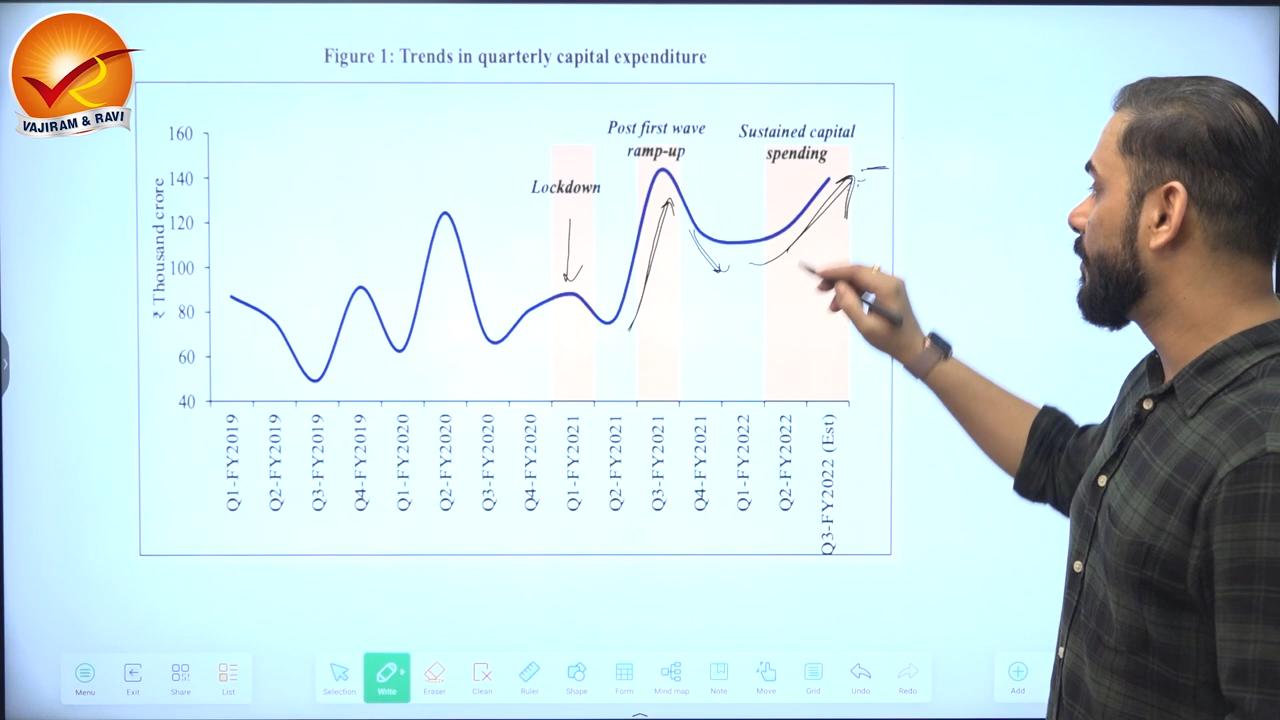 VAJIRAM & RAVI
Figure 1: Trends in quarterly capital expenditure
₹ Thousand crore
160
140
120
100
80
60
40
Lockdown
Post first wave
ramp-up
Sustained capital
spending
Q1-FY2019
Q2-FY2019
Q3-FY2019
Q4-FY2019
Q1-FY2020
Q2-FY2020
Q3-FY2020
Q4-FY2020
Q1-FY2021
Q2-FY2021
Q3-FY2021
Q4-FY2021
Q1-FY2022
Q2-FY2022
Q3-FY2022 (Est)
Menu
Exit
Share
List
Selection
Write
Eraser
Clean
Ruler
Shape
Form
Mind map
Note
Move
Grid
Undo
Redo
Add